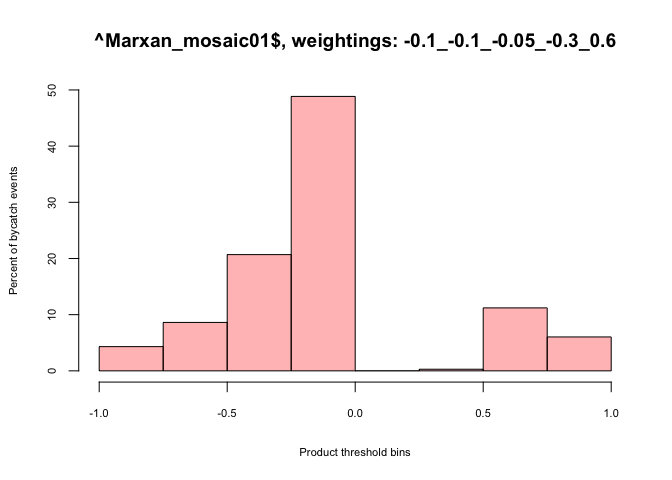 ^Marxan_mosaic01$, weightings: -0.1_-0.1_-0.05_-0.3_0.6
Percent of bycatch events
50
40
30
20
10
0
-1.0 -0.5 0.0 0.5 1.0
Product threshold bins